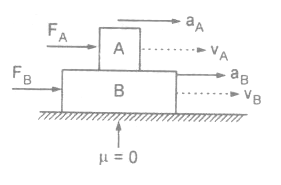 a_A
F_A
A
v_A
F_B
a_B
B
v_B
μ = 0